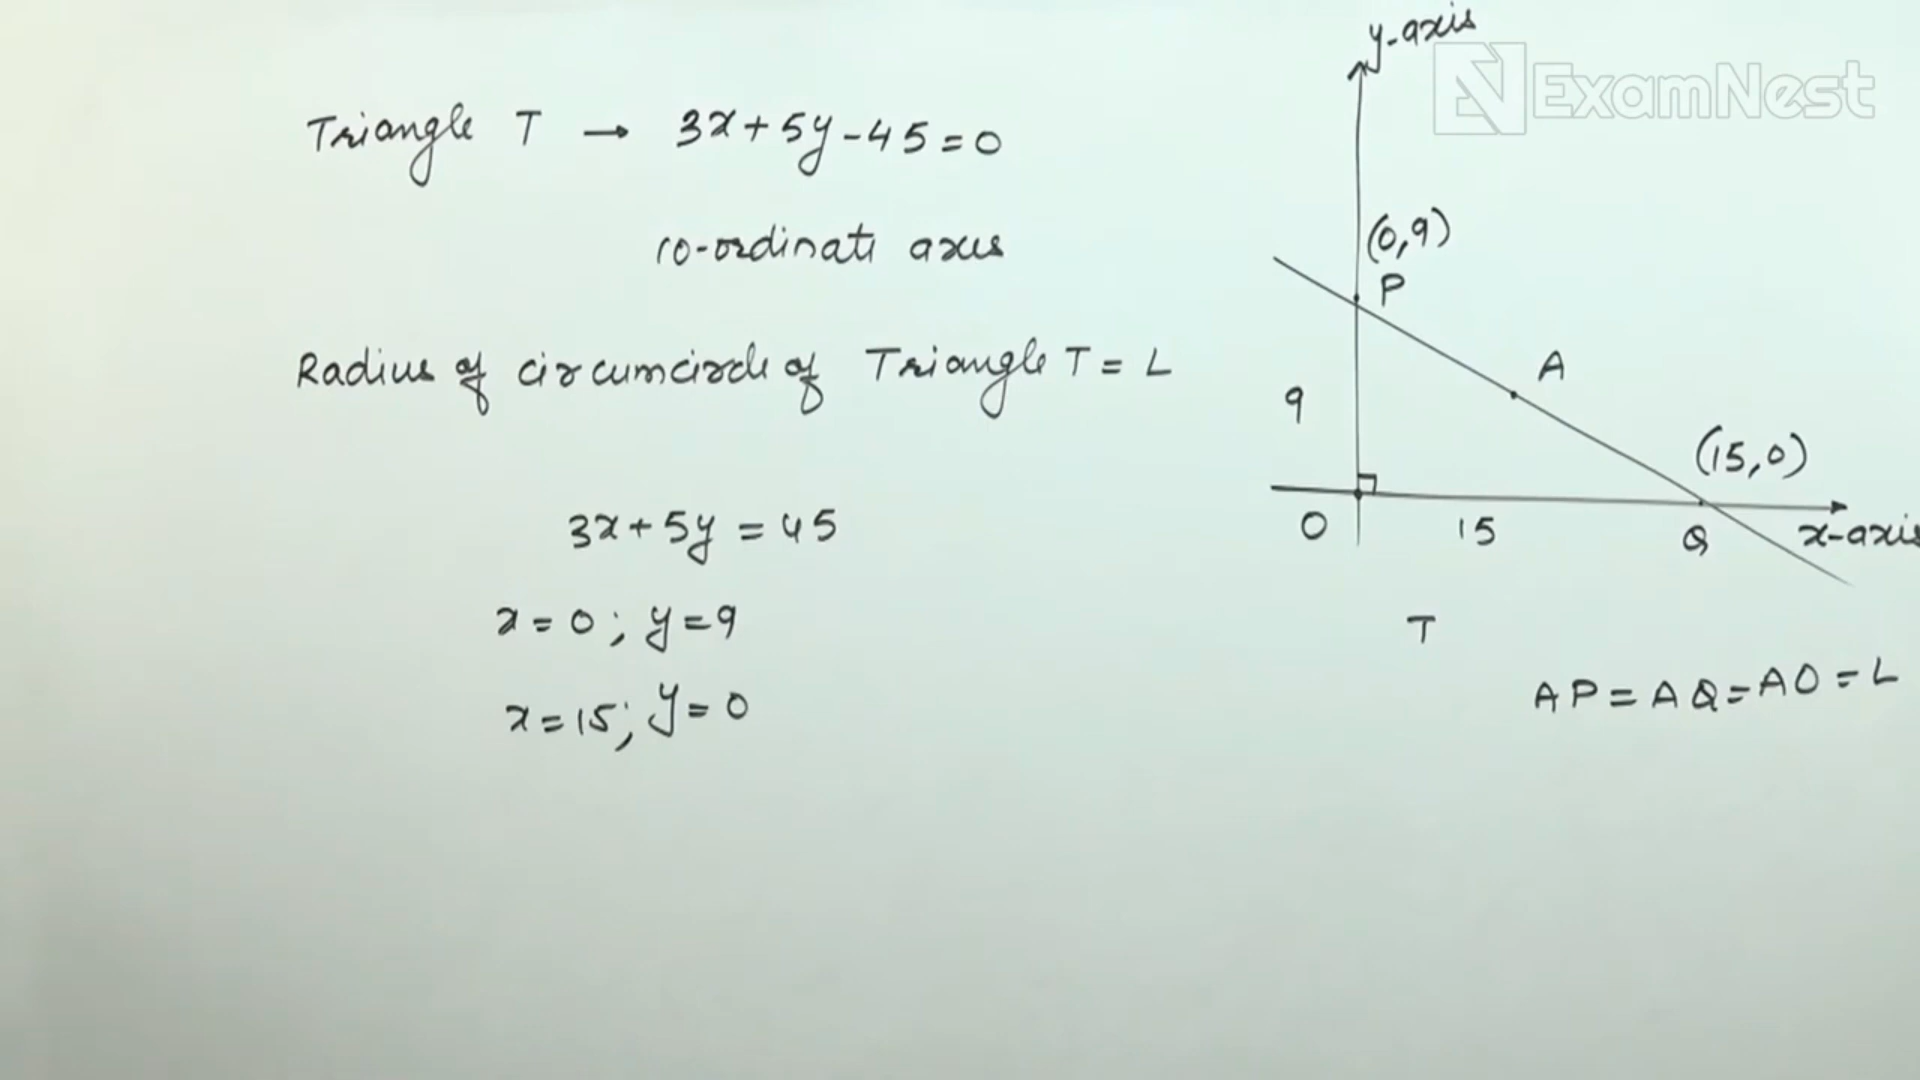 Triangle T → 3x+5y-45=0
co-ordinate axes
Radius of circumcircle of Triangle T = L
3x+5y = 45
x=0; y=9
x=15; y=0
y-axis
ExamNest
(0,9)
P
A
9
(15,0)
O
15
Q
x-axis
T
AP=AQ=AO=L